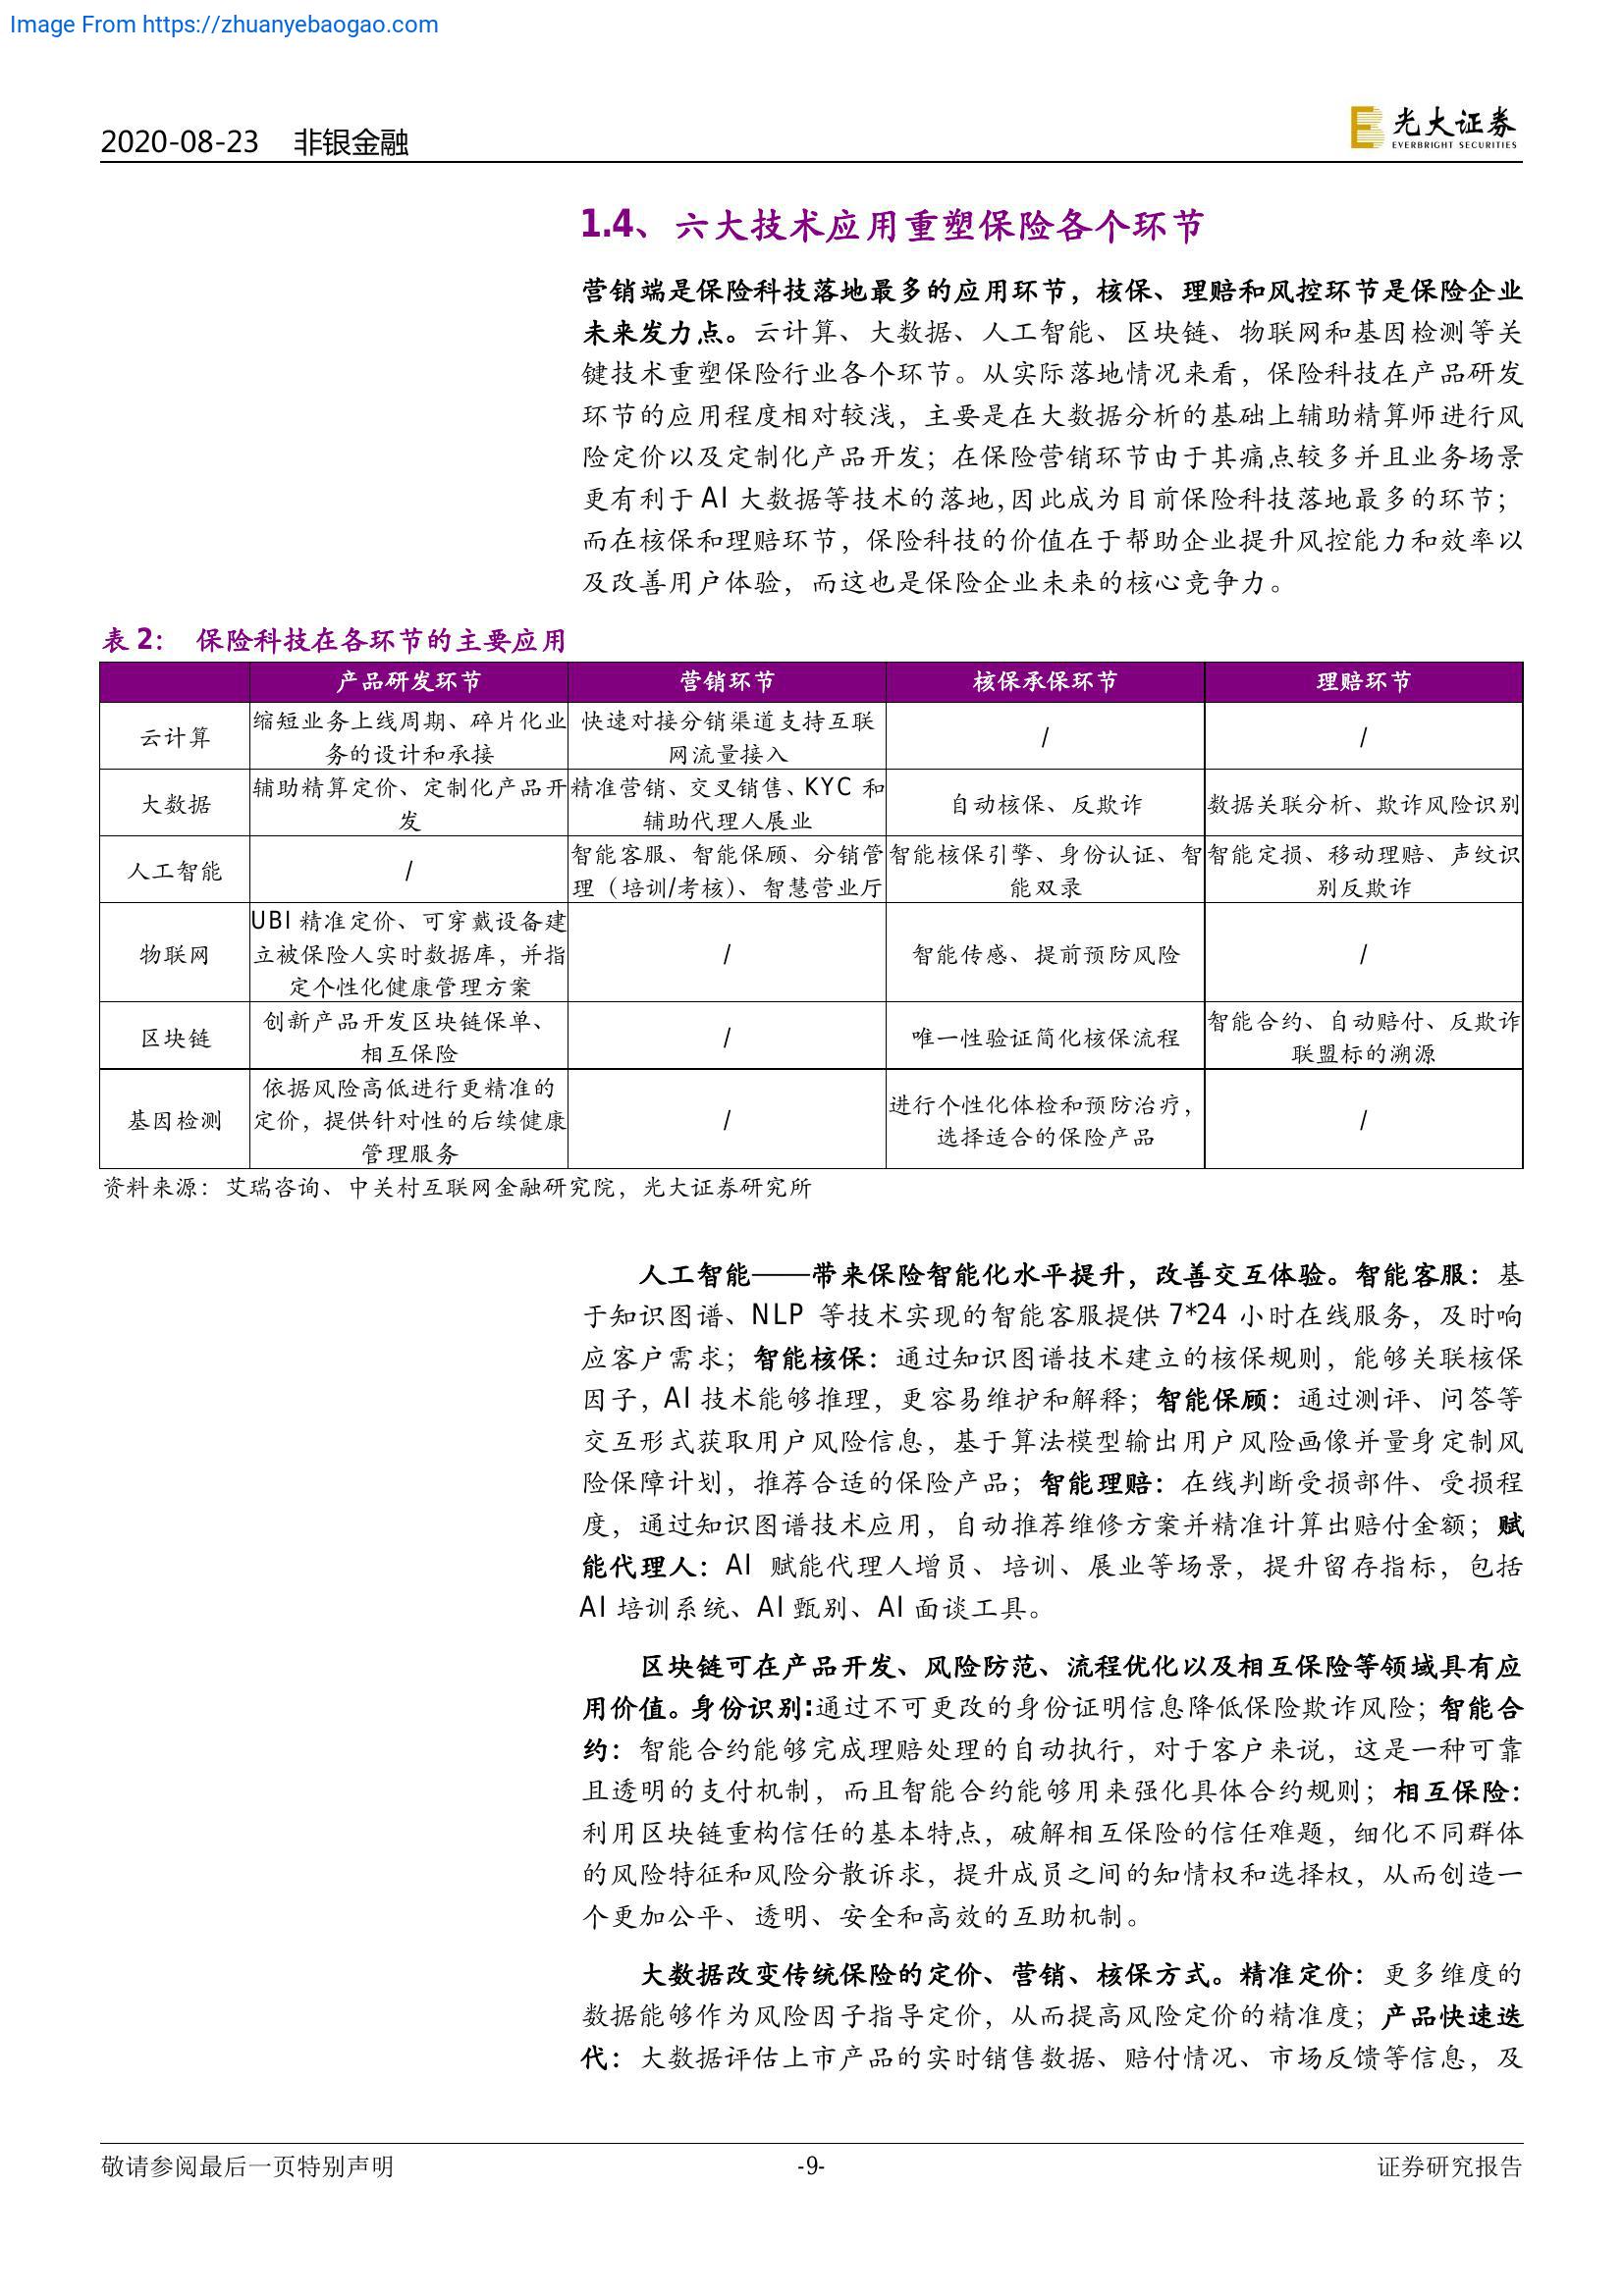 Image From https://zhuanyebaogao.com
2020-08-23 非银金融
光大证券
EVERBRIGHT SECURITIES
1.4、六大技术应用重塑保险各个环节
营销端是保险科技落地最多的应用环节，核保、理赔和风控环节是保险企业
未来发力点。云计算、大数据、人工智能、区块链、物联网和基因检测等关
键技术重塑保险行业各个环节。从实际落地情况来看，保险科技在产品研发
环节的应用程度相对较浅，主要是在大数据分析的基础上辅助精算师进行风
险定价以及定制化产品开发；在保险营销环节由于其痛点较多并且业务场景
更有利于 AI 大数据等技术的落地,因此成为目前保险科技落地最多的环节；
而在核保和理赔环节，保险科技的价值在于帮助企业提升风控能力和效率以
及改善用户体验，而这也是保险企业未来的核心竞争力。
表 2： 保险科技在各环节的主要应用
产品研发环节 营销环节 核保承保环节 理赔环节
云计算 缩短业务上线周期、碎片化业 快速对接分销渠道支持互联 / /
务的设计和承接 网流量接入
大数据 辅助精算定价、定制化产品开 精准营销、交叉销售、KYC 和 自动核保、反欺诈 数据关联分析、欺诈风险识别
发 辅助代理人展业
人工智能 / 智能客服、智能保顾、分销管 智能核保引擎、身份认证、智 智能定损、移动理赔、声纹识
理（培训/考核）、智慧营业厅 能双录 别反欺诈
UBI 精准定价、可穿戴设备建
物联网 立被保险人实时数据库，并指 / 智能传感、提前预防风险 /
定个性化健康管理方案
区块链 创新产品开发区块链保单、 / 唯一性验证简化核保流程 智能合约、自动赔付、反欺诈
相互保险 联盟标的溯源
依据风险高低进行更精准的 进行个性化体检和预防治疗，
基因检测 定价，提供针对性的后续健康 / 选择适合的保险产品 /
管理服务
资料来源：艾瑞咨询、中关村互联网金融研究院，光大证券研究所
人工智能——带来保险智能化水平提升，改善交互体验。智能客服：基
于知识图谱、NLP 等技术实现的智能客服提供 7*24 小时在线服务，及时响
应客户需求；智能核保：通过知识图谱技术建立的核保规则，能够关联核保
因子，AI 技术能够推理，更容易维护和解释；智能保顾：通过测评、问答等
交互形式获取用户风险信息，基于算法模型输出用户风险画像并量身定制风
险保障计划，推荐合适的保险产品；智能理赔：在线判断受损部件、受损程
度，通过知识图谱技术应用，自动推荐维修方案并精准计算出赔付金额；赋
能代理人：AI 赋能代理人增员、培训、展业等场景，提升留存指标，包括
AI 培训系统、AI 甄别、AI 面谈工具。
区块链可在产品开发、风险防范、流程优化以及相互保险等领域具有应
用价值。身份识别:通过不可更改的身份证明信息降低保险欺诈风险；智能合
约：智能合约能够完成理赔处理的自动执行，对于客户来说，这是一种可靠
且透明的支付机制，而且智能合约能够用来强化具体合约规则；相互保险：
利用区块链重构信任的基本特点，破解相互保险的信任难题，细化不同群体
的风险特征和风险分散诉求，提升成员之间的知情权和选择权，从而创造一
个更加公平、透明、安全和高效的互助机制。
大数据改变传统保险的定价、营销、核保方式。精准定价：更多维度的
数据能够作为风险因子指导定价，从而提高风险定价的精准度；产品快速迭
代：大数据评估上市产品的实时销售数据、赔付情况、市场反馈等信息，及
敬请参阅最后一页特别声明 -9- 证券研究报告